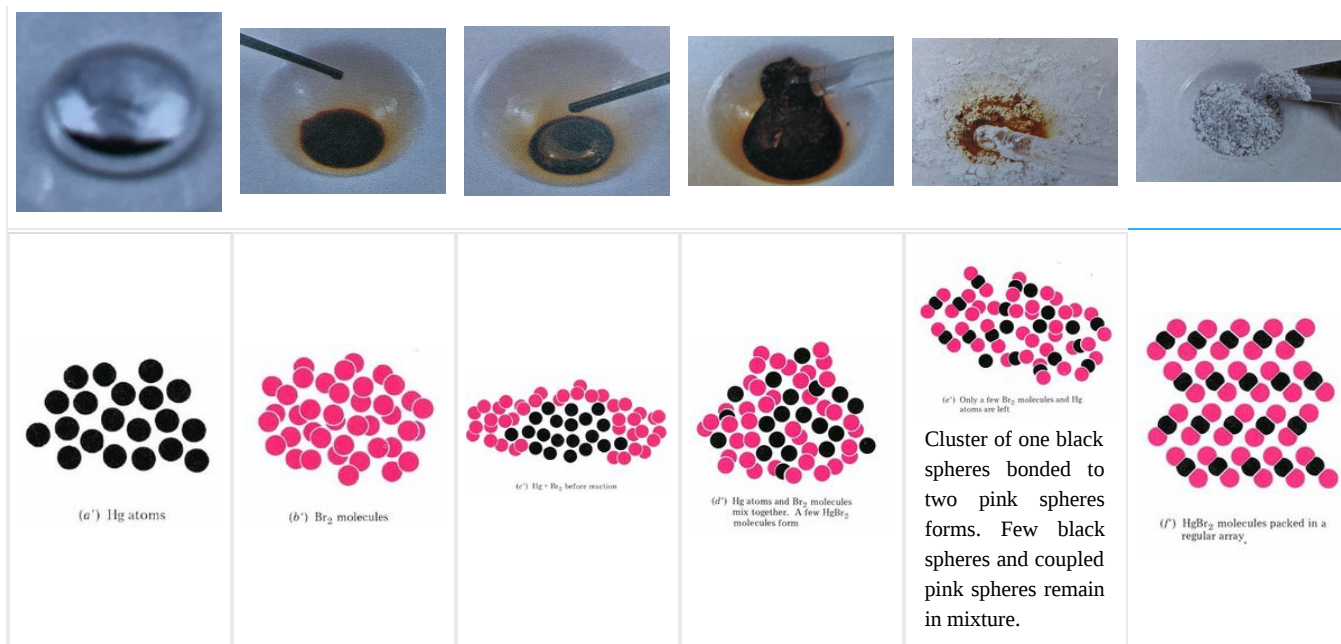 (a′) Hg atoms
(b′) Br₂ molecules
(c′) Hg + Br₂ before reaction
(d′) Hg atoms and Br₂ molecules
mix together. A few HgBr₂
molecules form
(e′) Only a few Br₂ molecules and Hg
atoms are left
Cluster of one black
spheres bonded to
two pink spheres
forms. Few black
spheres and coupled
pink spheres remain
in mixture.
(f′) HgBr₂ molecules packed in a
regular array.